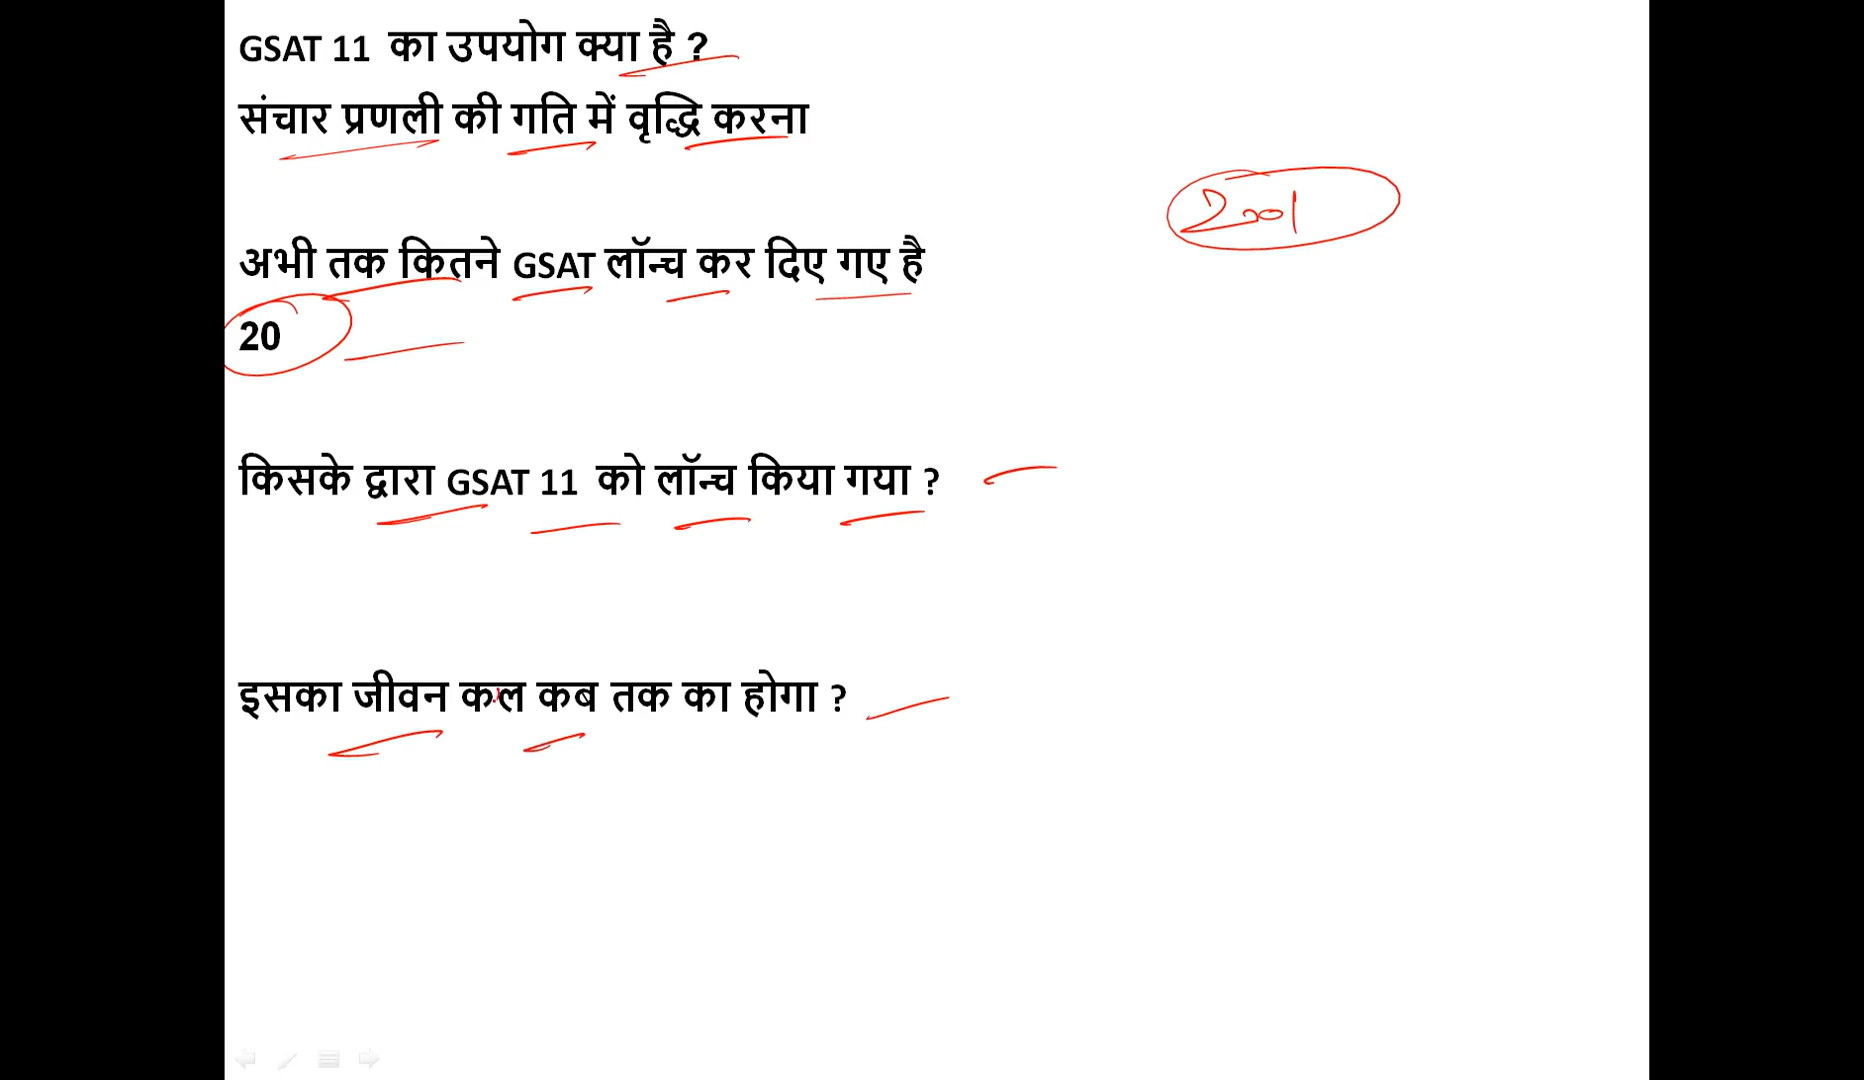 GSAT 11 का उपयोग क्या है ?
संचार प्रणली की गति में वृद्धि करना
2001
अभी तक कितने GSAT लॉन्च कर दिए गए है
20
किसके द्वारा GSAT 11 को लॉन्च किया गया ?
इसका जीवन कल कब तक का होगा ?